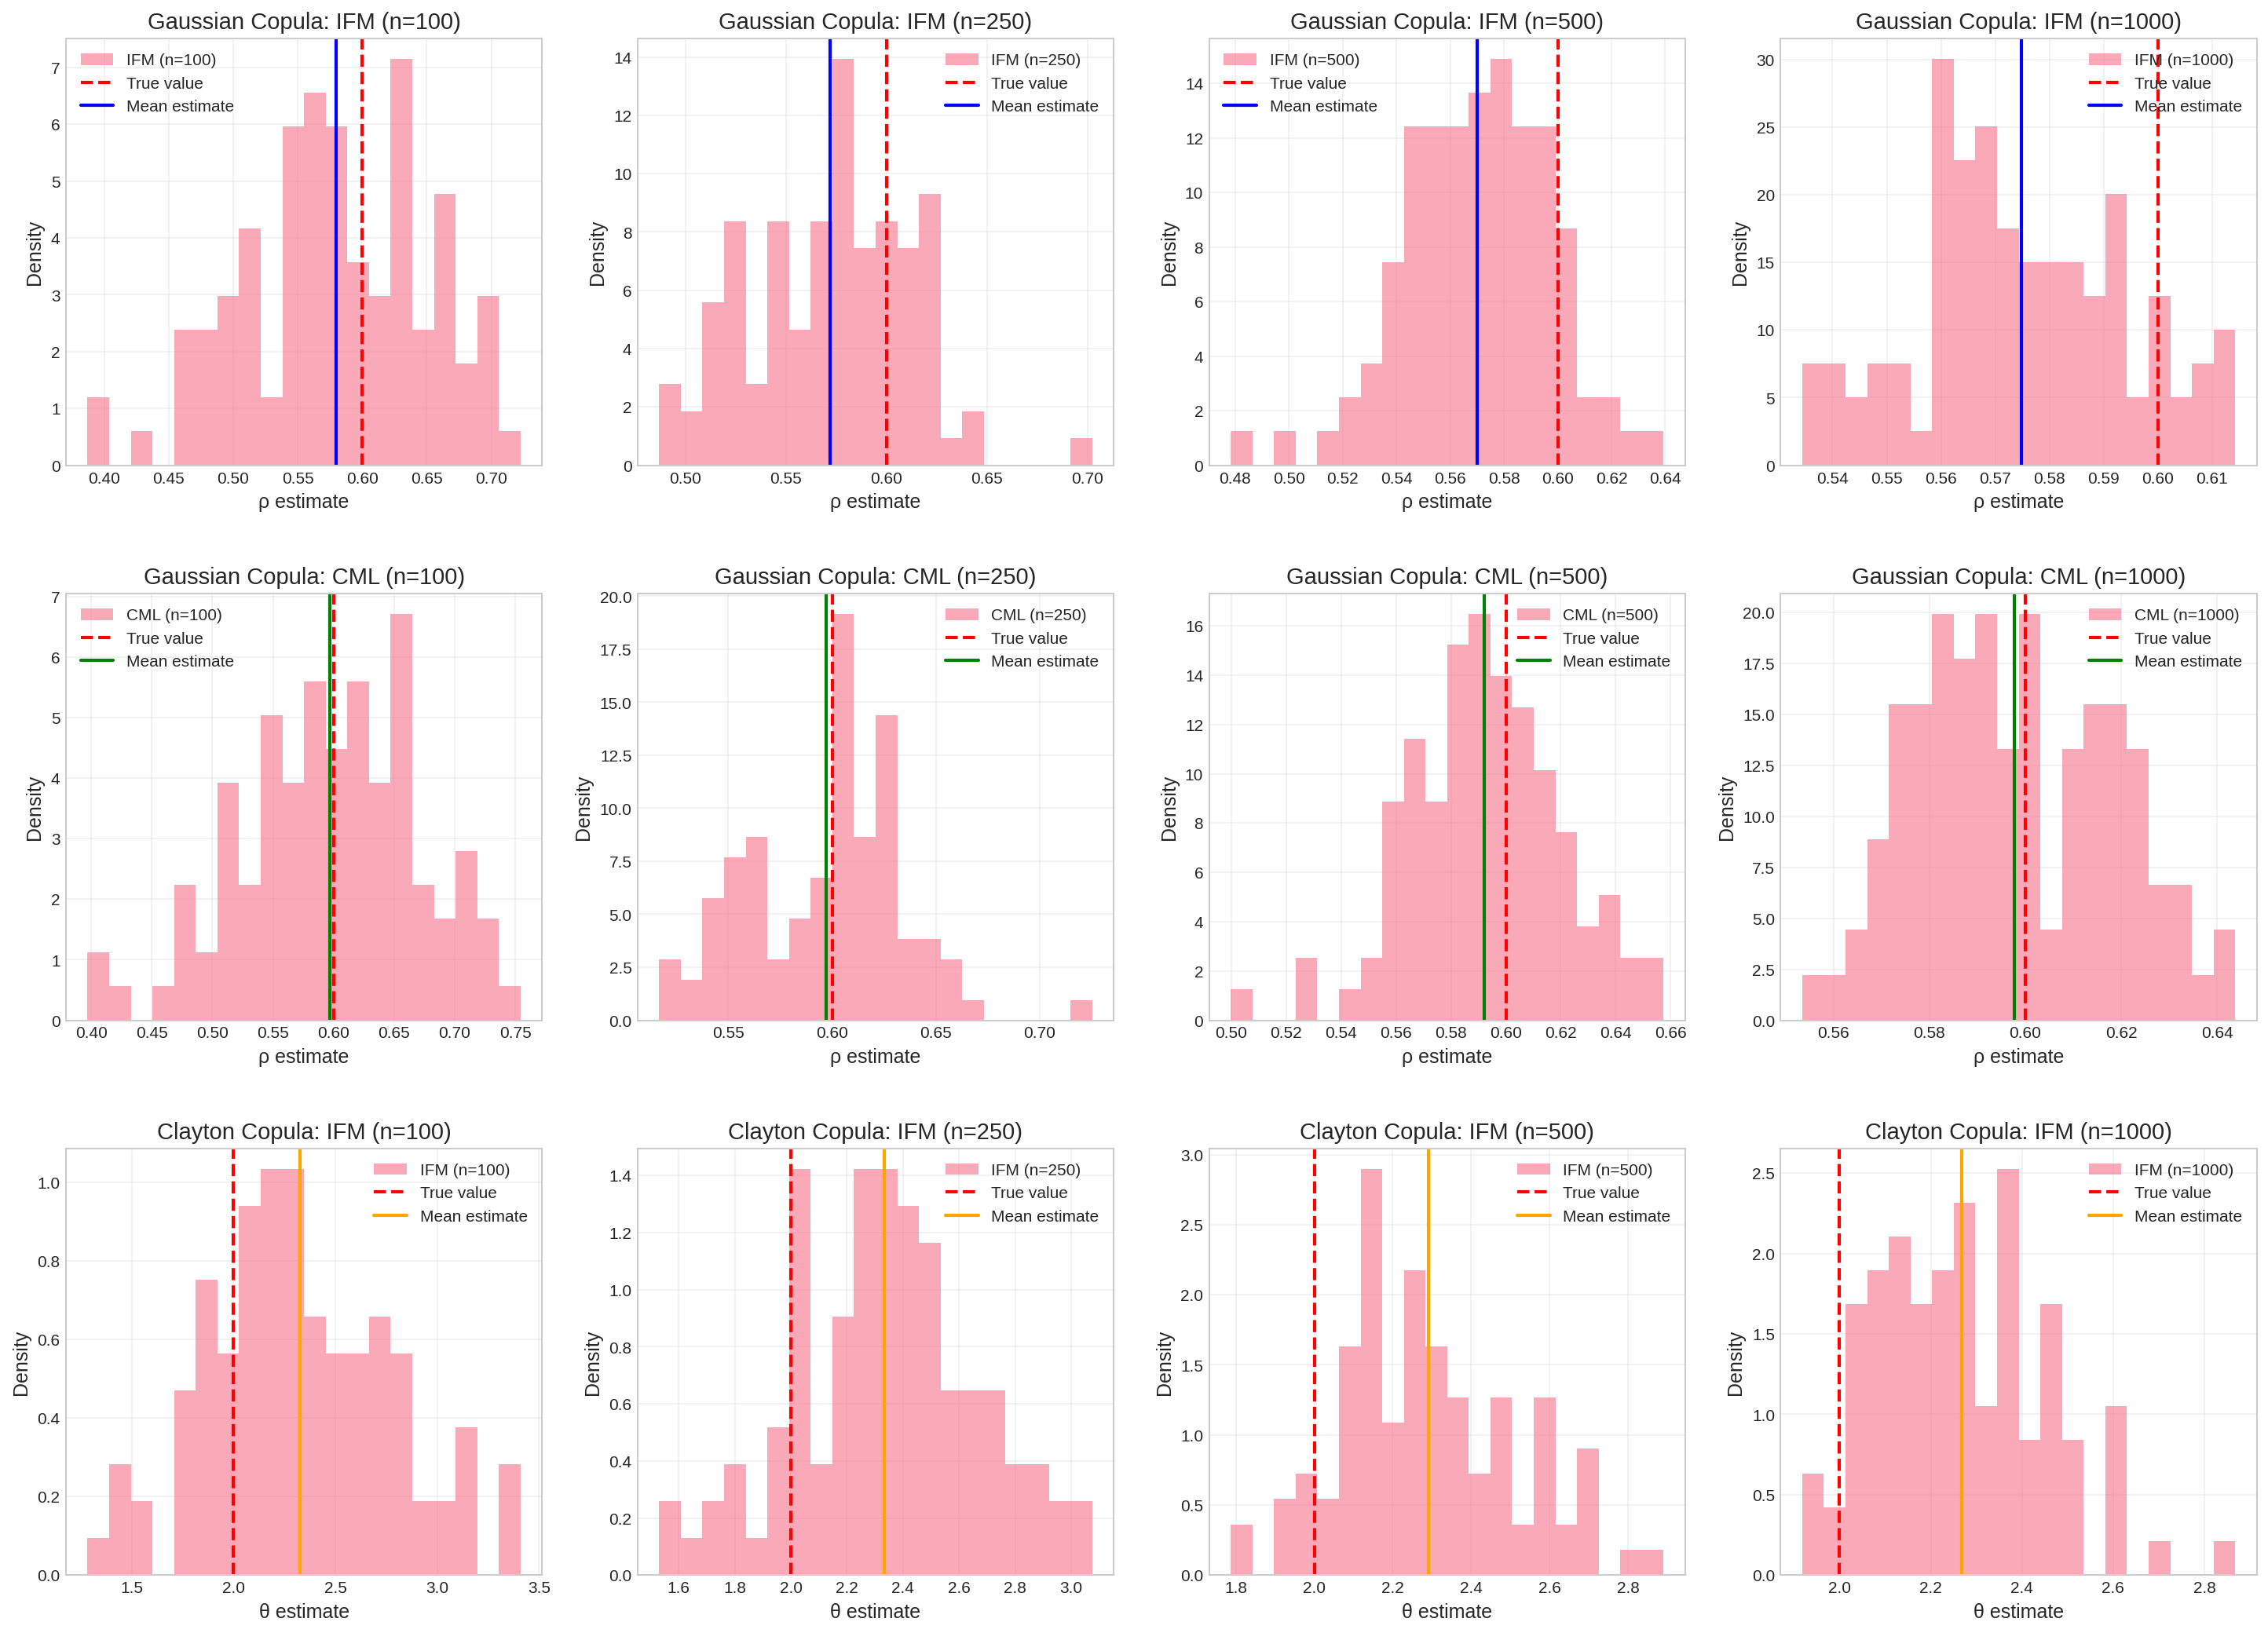 Gaussian Copula: IFM (n=100)
IFM (n=100)
True value
Mean estimate
Density
7
6
5
4
3
2
1
0
0.40 0.45 0.50 0.55 0.60 0.65 0.70
ρ estimate
Gaussian Copula: IFM (n=250)
IFM (n=250)
True value
Mean estimate
Density
14
12
10
8
6
4
2
0
0.50 0.55 0.60 0.65 0.70
ρ estimate
Gaussian Copula: IFM (n=500)
IFM (n=500)
True value
Mean estimate
Density
14
12
10
8
6
4
2
0
0.48 0.50 0.52 0.54 0.56 0.58 0.60 0.62 0.64
ρ estimate
Gaussian Copula: IFM (n=1000)
IFM (n=1000)
True value
Mean estimate
Density
30
25
20
15
10
5
0
0.54 0.55 0.56 0.57 0.58 0.59 0.60 0.61
ρ estimate
Gaussian Copula: CML (n=100)
CML (n=100)
True value
Mean estimate
Density
7
6
5
4
3
2
1
0
0.40 0.45 0.50 0.55 0.60 0.65 0.70 0.75
ρ estimate
Gaussian Copula: CML (n=250)
CML (n=250)
True value
Mean estimate
Density
20.0
17.5
15.0
12.5
10.0
7.5
5.0
2.5
0.0
0.55 0.60 0.65 0.70
ρ estimate
Gaussian Copula: CML (n=500)
CML (n=500)
True value
Mean estimate
Density
16
14
12
10
8
6
4
2
0
0.50 0.52 0.54 0.56 0.58 0.60 0.62 0.64 0.66
ρ estimate
Gaussian Copula: CML (n=1000)
CML (n=1000)
True value
Mean estimate
Density
20.0
17.5
15.0
12.5
10.0
7.5
5.0
2.5
0.0
0.56 0.58 0.60 0.62 0.64
ρ estimate
Clayton Copula: IFM (n=100)
IFM (n=100)
True value
Mean estimate
Density
1.0
0.8
0.6
0.4
0.2
0.0
1.5 2.0 2.5 3.0 3.5
θ estimate
Clayton Copula: IFM (n=250)
IFM (n=250)
True value
Mean estimate
Density
1.4
1.2
1.0
0.8
0.6
0.4
0.2
0.0
1.6 1.8 2.0 2.2 2.4 2.6 2.8 3.0
θ estimate
Clayton Copula: IFM (n=500)
IFM (n=500)
True value
Mean estimate
Density
3.0
2.5
2.0
1.5
1.0
0.5
0.0
1.8 2.0 2.2 2.4 2.6 2.8
θ estimate
Clayton Copula: IFM (n=1000)
IFM (n=1000)
True value
Mean estimate
Density
2.5
2.0
1.5
1.0
0.5
0.0
2.0 2.2 2.4 2.6 2.8
θ estimate